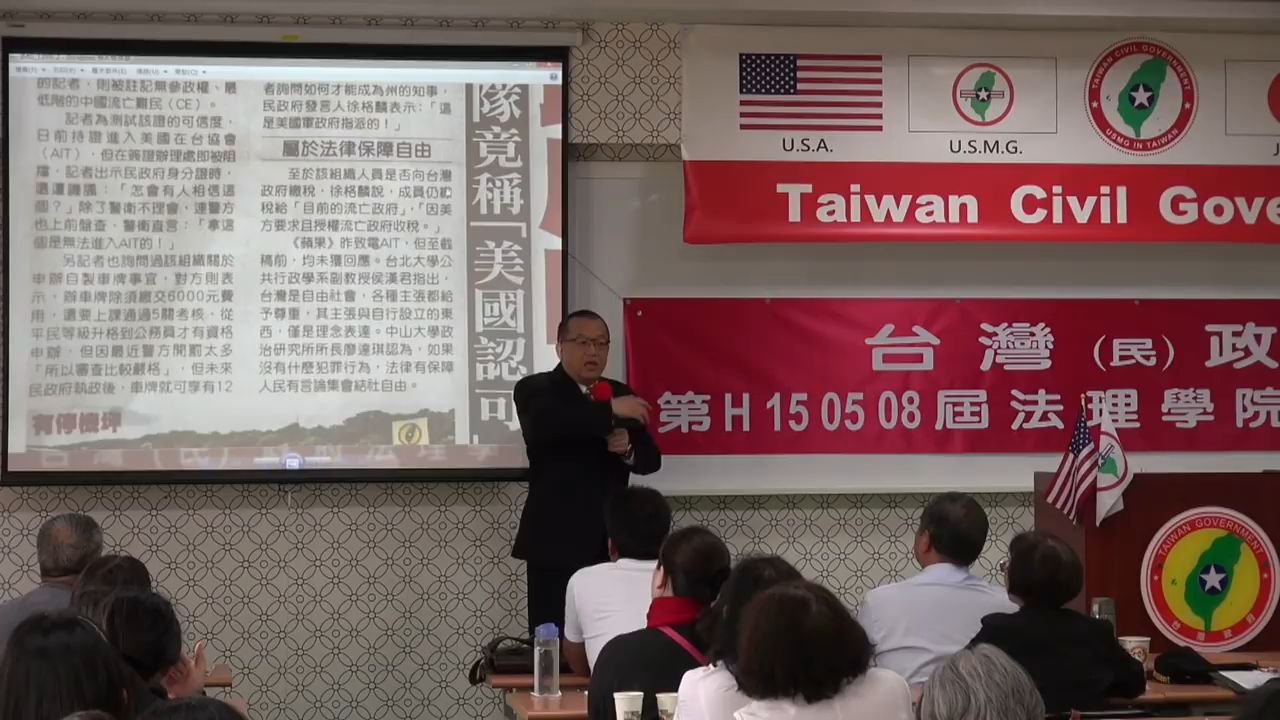 的記者，則被註記無參政權、最
低階的中國流亡難民（CE）。
記者為測試該證的可信度，
日前持證進入美國在台協會
（AIT），但在簽證辦理處即被阻
擋，記者出示民政府身分證時，
還遭譏諷：「怎會有人相信這
個？」除了警衛不理會，連警方
也上前盤查，警衛直言：「拿這
個是無法進入AIT的！」
另記者也詢問過該組織關於
申辦自製車牌事宜，對方則表
示，辦車牌除須繳交6000元費
用，還要上課通過5關考核，從
平民等級升格到公務員才有資格
申辦，但因最近警方開罰太多
「所以審查比較嚴格」，但未來
民政府執政後，車牌就可享有12
有停機坪
者詢問如何才能成為州的知事，
民政府發言人徐格麟表示：「這
是美國軍政府指派的！」
屬於法律保障自由
至於該組織人員是否向台灣
政府繳稅，徐格麟說，成員仍繳
稅給「目前的流亡政府」，「因美
方要求且授權流亡政府收稅。」
《蘋果》昨致電AIT，但至截
稿前，均未獲回應。台北大學公
共行政學系副教授侯漢君指出，
台灣是自由社會，各種主張都給
予尊重，其主張與自行設立的東
西，僅是理念表達。中山大學政
治研究所所長廖達琪認為，如果
沒有什麼犯罪行為，法律有保障
人民有言論集會結社自由。
隊竟稱「美國認可」
U.S.A.
U.S.M.G.
TAIWAN CIVIL GOVERNMENT
USMG IN TAIWAN
J
Taiwan Civil Gove
台灣（民）政
第H 15 05 08屆法理學院
TAIWAN GOVERNMENT
台灣政府